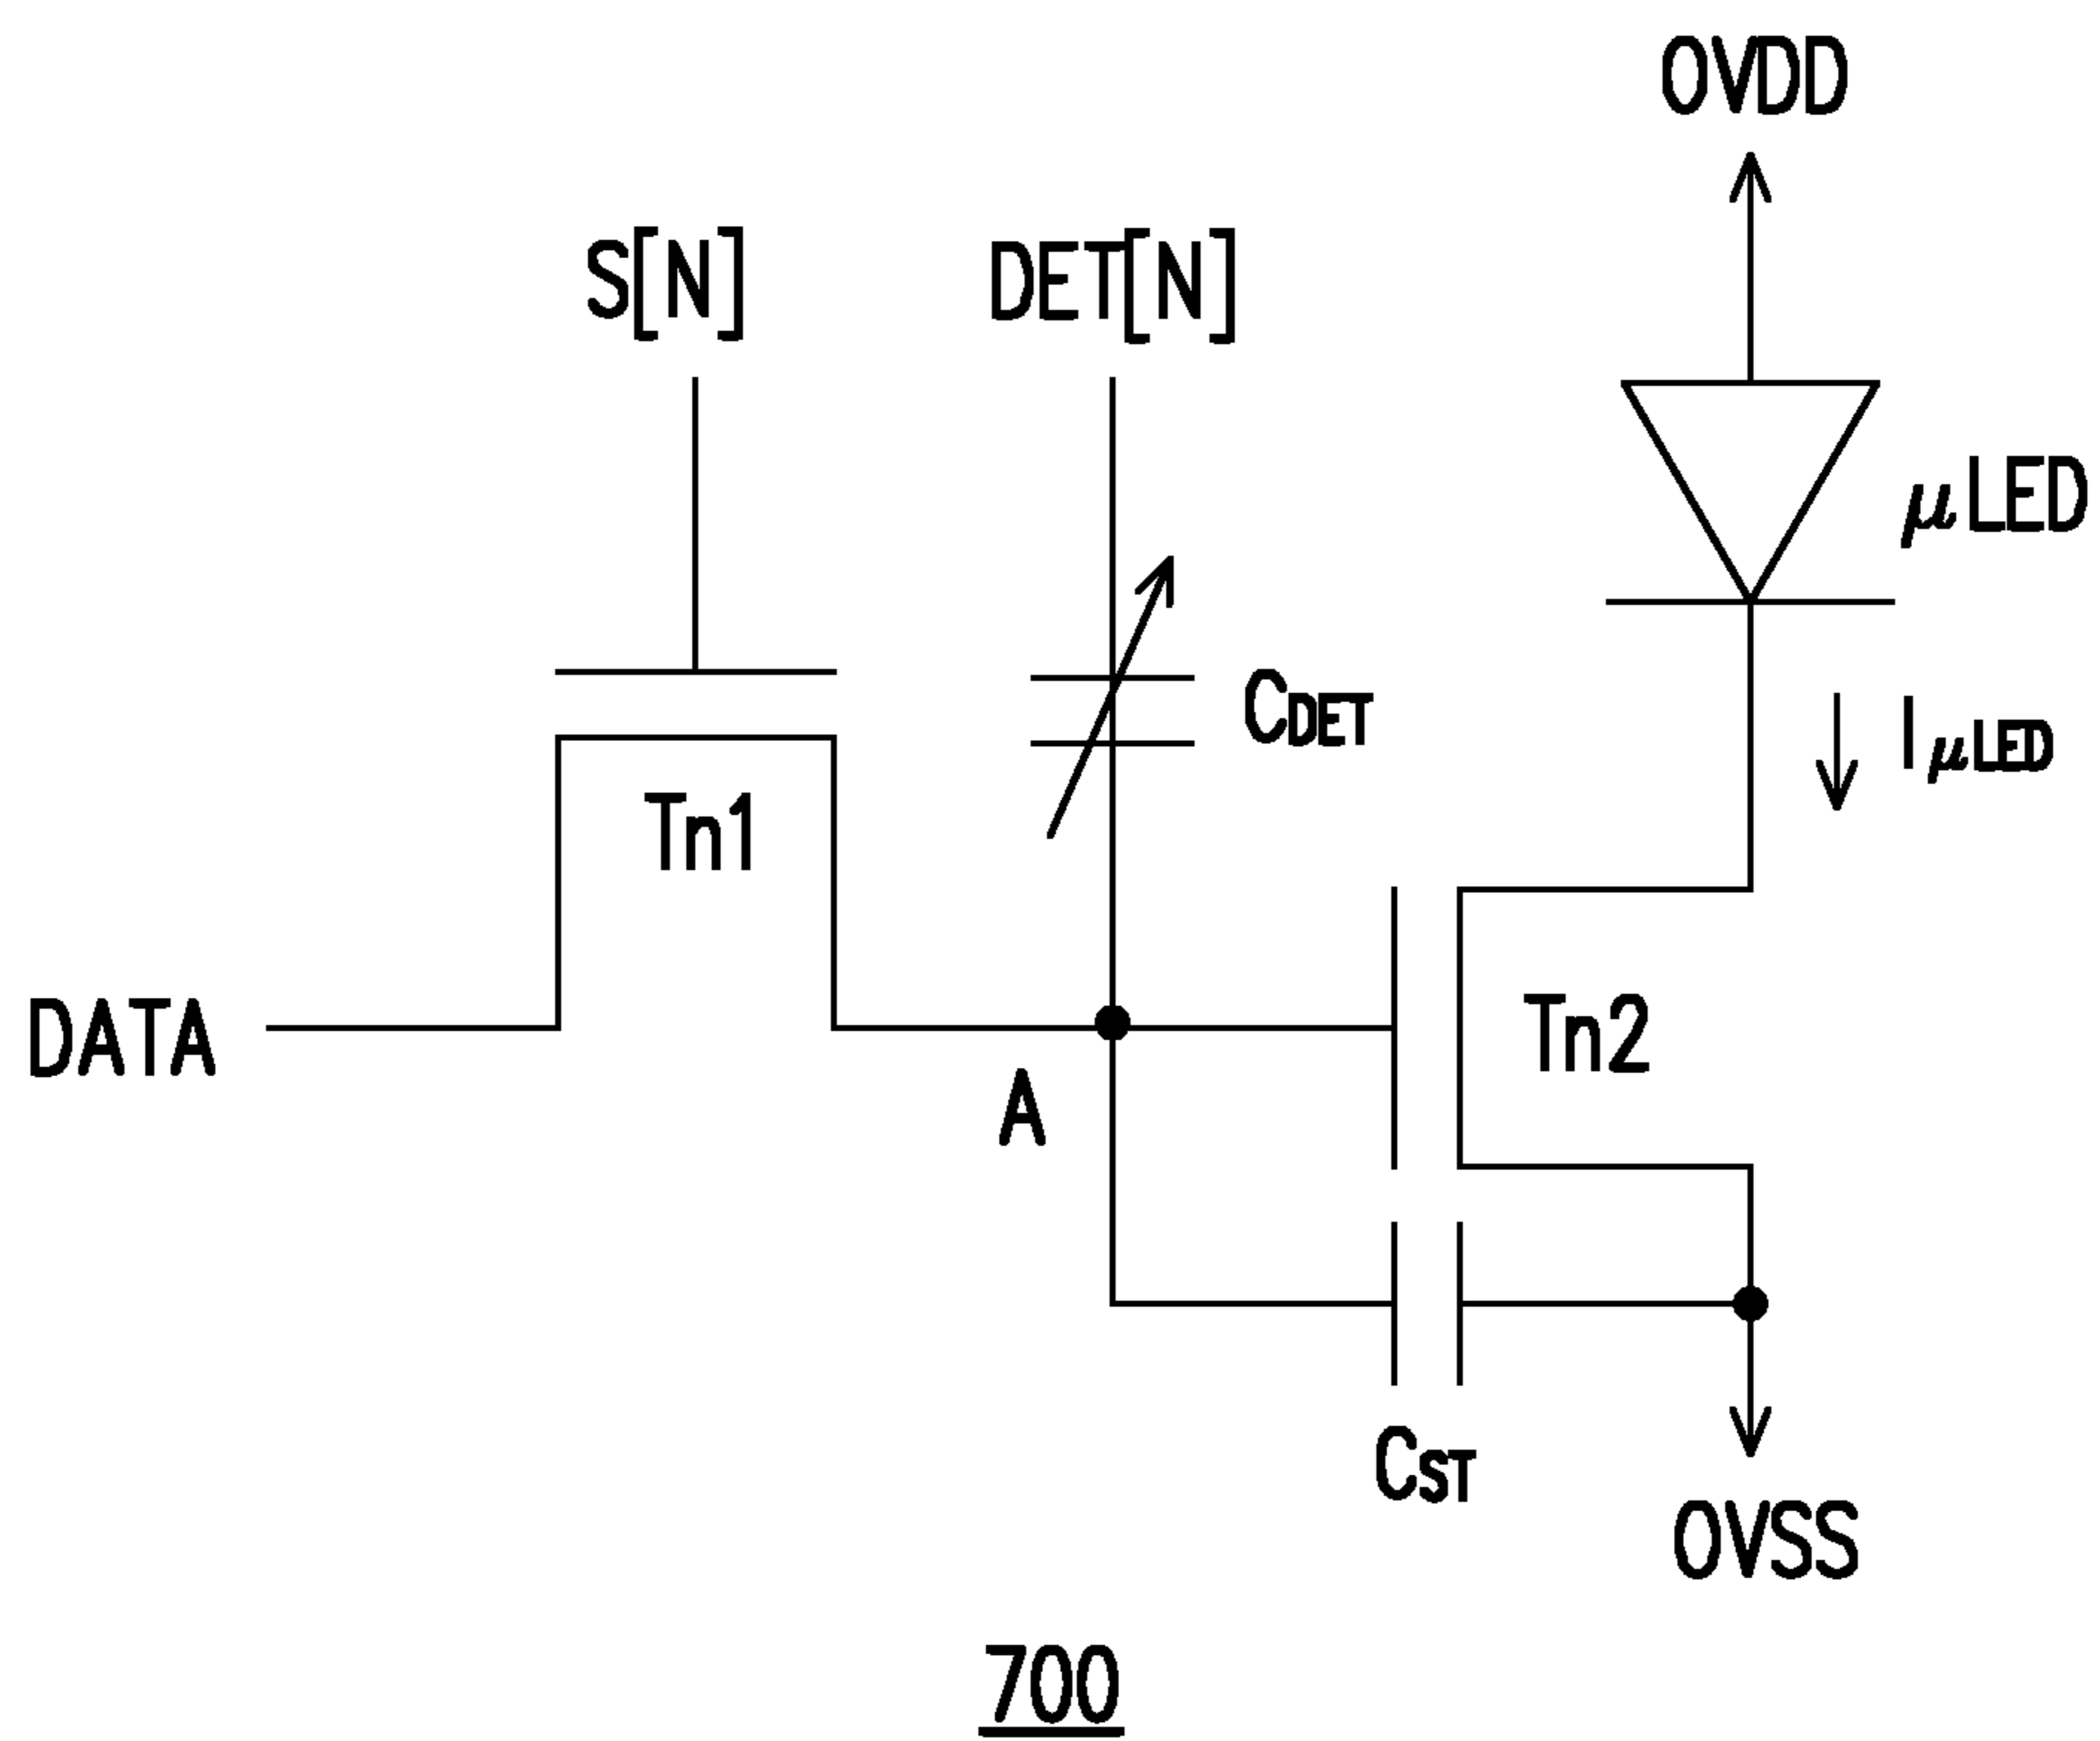 OVDD
S[N]
DET[N]
μLED
CDET
IμLED
Tn1
DATA
Tn2
A
CST
OVSS
700